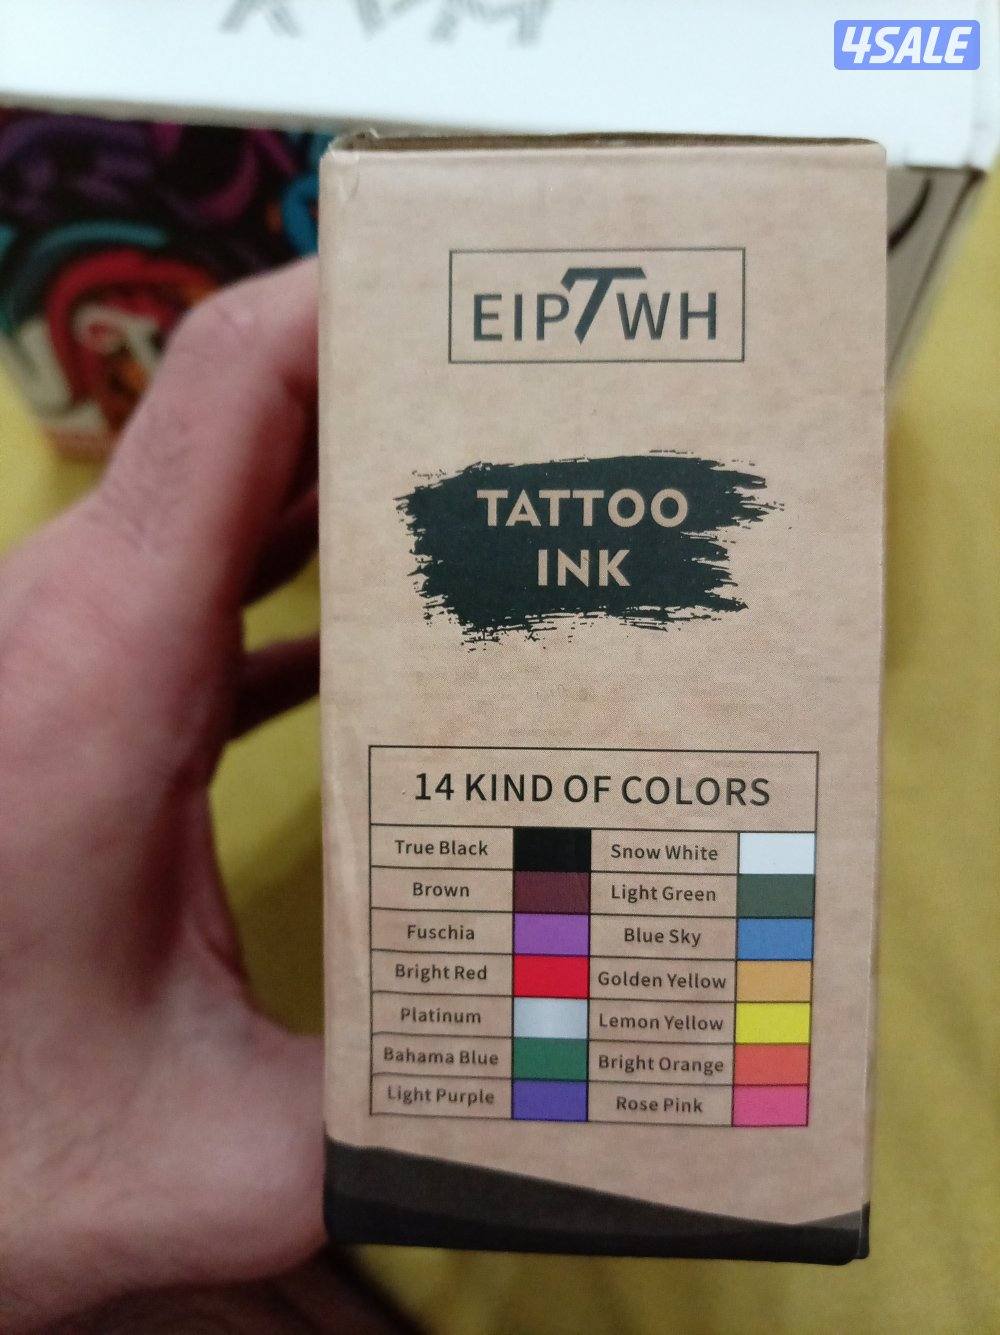 4SALE
EIPTWH
TATTOO
INK
14 KIND OF COLORS
True Black Snow White
Brown Light Green
Fuschia Blue Sky
Bright Red Golden Yellow
Platinum Lemon Yellow
Bahama Blue Bright Orange
Light Purple Rose Pink